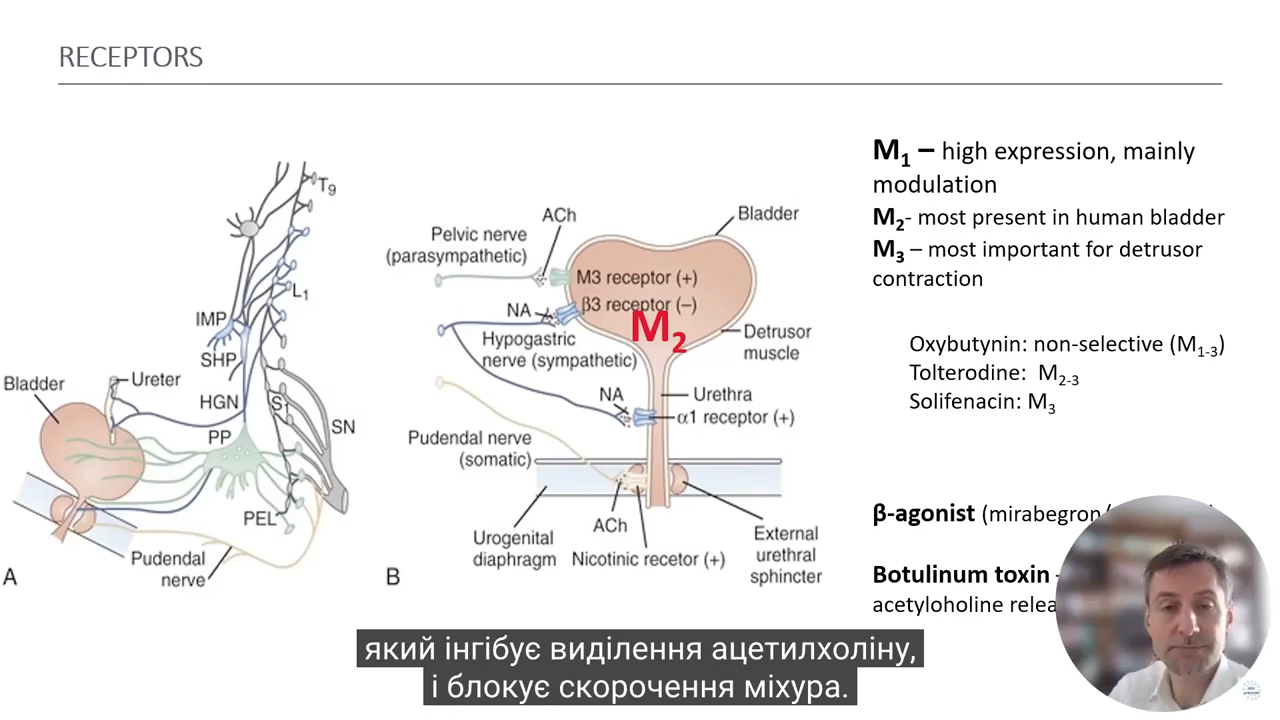 RECEPTORS
T9
L1
IMP
SHP
Bladder
Ureter
HGN
S1
SN
PP
PEL
Pudendal
nerve
A
ACh
Bladder
Pelvic nerve
(parasympathetic)
M3 receptor (+)
β3 receptor (–)
NA
M2
Hypogastric
nerve (sympathetic)
Detrusor
muscle
NA
Urethra
α1 receptor (+)
Pudendal nerve
(somatic)
ACh
Urogenital
diaphragm
Nicotinic recetor (+)
External
urethral
sphincter
B
M1 – high expression, mainly
modulation
M2- most present in human bladder
M3 – most important for detrusor
contraction
Oxybutynin: non-selective (M1-3)
Tolterodine: M2-3
Solifenacin: M3
β-agonist (mirabegron/
Botulinum toxin -
acetyloholine
який інгібує виділення ацетилхоліну,
і блокує скорочення міхура.